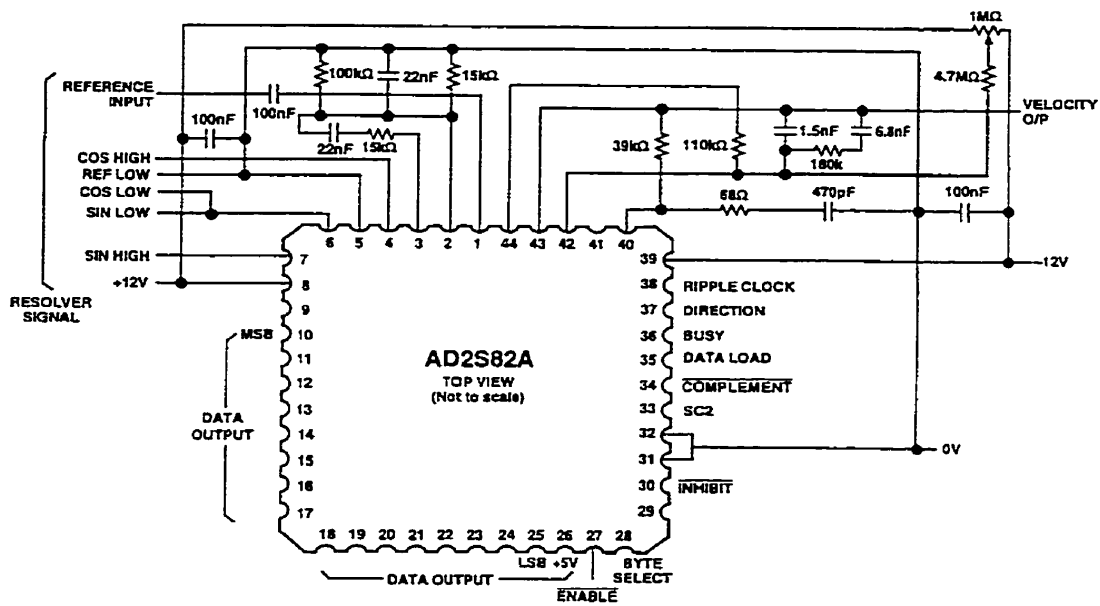 1MΩ
100kΩ
22nF
15kΩ
4.7MΩ
REFERENCE
INPUT
100nF
VELOCITY
O/P
100nF
22nF
15kΩ
39kΩ
110kΩ
1.5nF
6.8nF
180k
COS HIGH
REF LOW
COS LOW
SIN LOW
68Ω
470pF
100nF
6 5 4 3 2 1 44 43 42 41 40
SIN HIGH
7
39
-12V
+12V
8
38 RIPPLE CLOCK
RESOLVER
SIGNAL
9
37 DIRECTION
MSB 10
36 BUSY
11
AD2S82A
35 DATA LOAD
TOP VIEW
(Not to scale)
12
34 COMPLEMENT
13
33 SC2
DATA
OUTPUT
14
32
0V
15
31
16
30 INHIBIT
17
29
18 19 20 21 22 23 24 25 26 27 28
LSB +5V
BYTE
SELECT
DATA OUTPUT
ENABLE